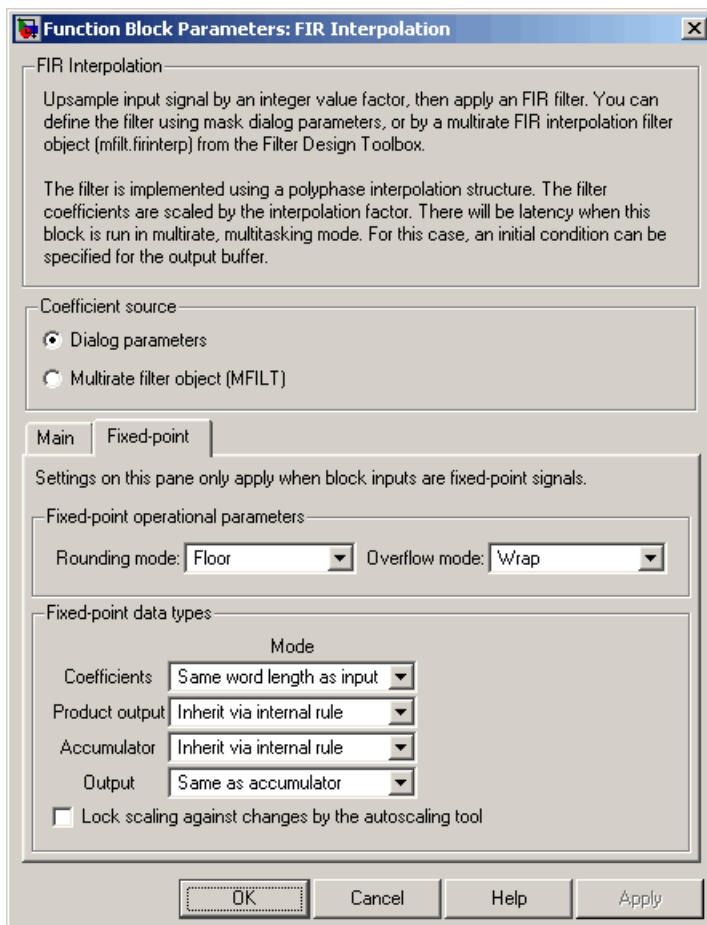 Function Block Parameters: FIR Interpolation
FIR Interpolation
Upsample input signal by an integer value factor, then apply an FIR filter. You can
define the filter using mask dialog parameters, or by a multirate FIR interpolation filter
object (mfilt.firinterp) from the Filter Design Toolbox.
The filter is implemented using a polyphase interpolation structure. The filter
coefficients are scaled by the interpolation factor. There will be latency when this
block is run in multirate, multitasking mode. For this case, an initial condition can be
specified for the output buffer.
Coefficient source
Dialog parameters
Multirate filter object (MFILT)
Main Fixed-point
Settings on this pane only apply when block inputs are fixed-point signals.
Fixed-point operational parameters
Rounding mode: Floor Overflow mode: Wrap
Fixed-point data types
Mode
Coefficients Same word length as input
Product output Inherit via internal rule
Accumulator Inherit via internal rule
Output Same as accumulator
Lock scaling against changes by the autoscaling tool
OK Cancel Help Apply